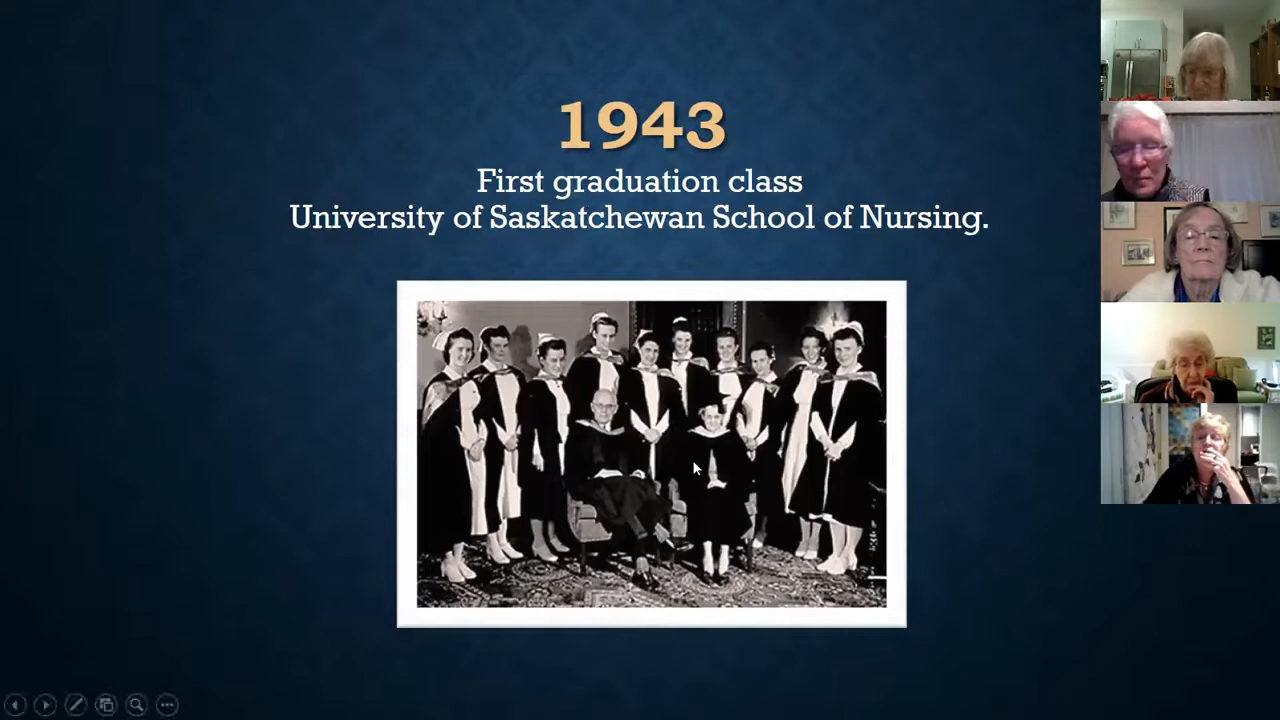 1943
First graduation class
University of Saskatchewan School of Nursing.